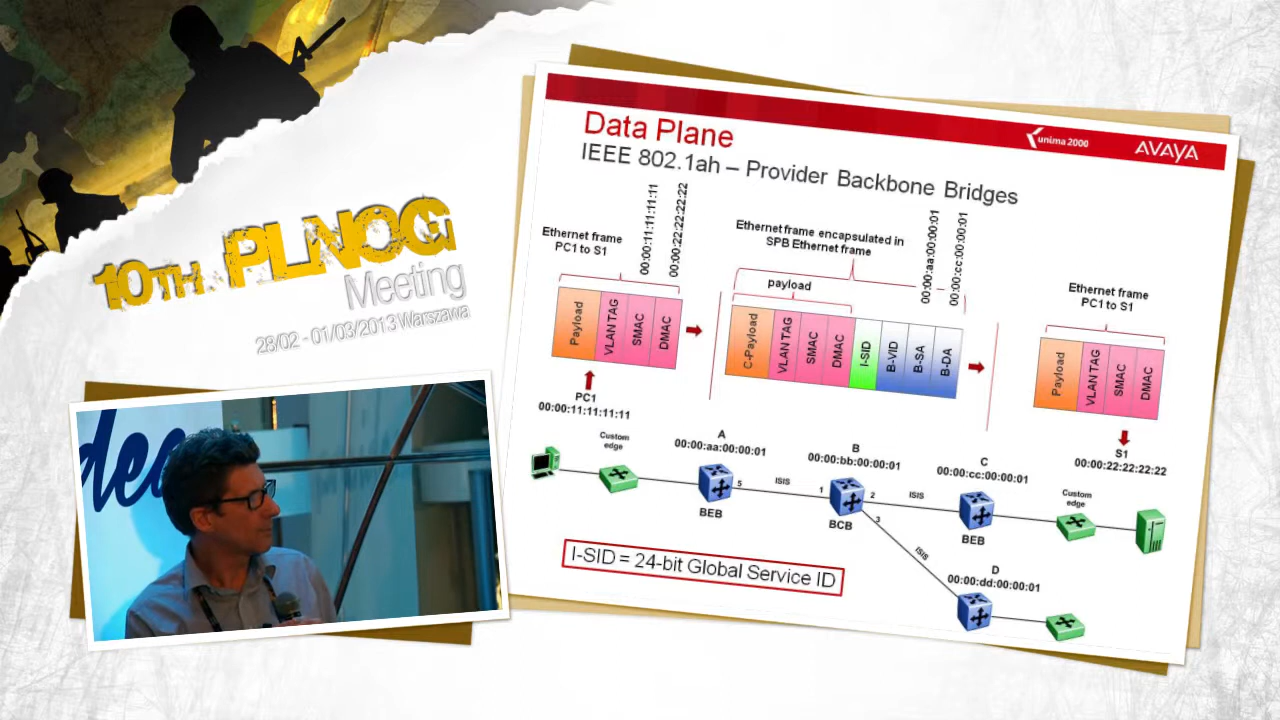 10TH PLNOG
Meeting
28/02 - 01/03/2013 Warszawa
unima 2000
AVAYA
Data Plane
IEEE 802.1ah – Provider Backbone Bridges
Ethernet frame
PC1 to S1
00:00:11:11:11:11
00:00:22:22:22:22
Ethernet frame encapsulated in
SPB Ethernet frame
00:00:aa:00:00:01
00:00:cc:00:00:01
Ethernet frame
PC1 to S1
payload
Payload
VLAN TAG
SMAC
DMAC
C-Payload
VLAN TAG
SMAC
DMAC
I-SID
B-VID
B-SA
B-DA
Payload
VLAN TAG
SMAC
DMAC
PC1
00:00:11:11:11:11
S1
00:00:22:22:22:22
Custom
edge
A
00:00:aa:00:00:01
B
00:00:bb:00:00:01
C
00:00:cc:00:00:01
Custom
edge
5
ISIS
1
2
ISIS
3
BEB
BCB
BEB
ISIS
D
00:00:dd:00:00:01
I-SID = 24-bit Global Service ID